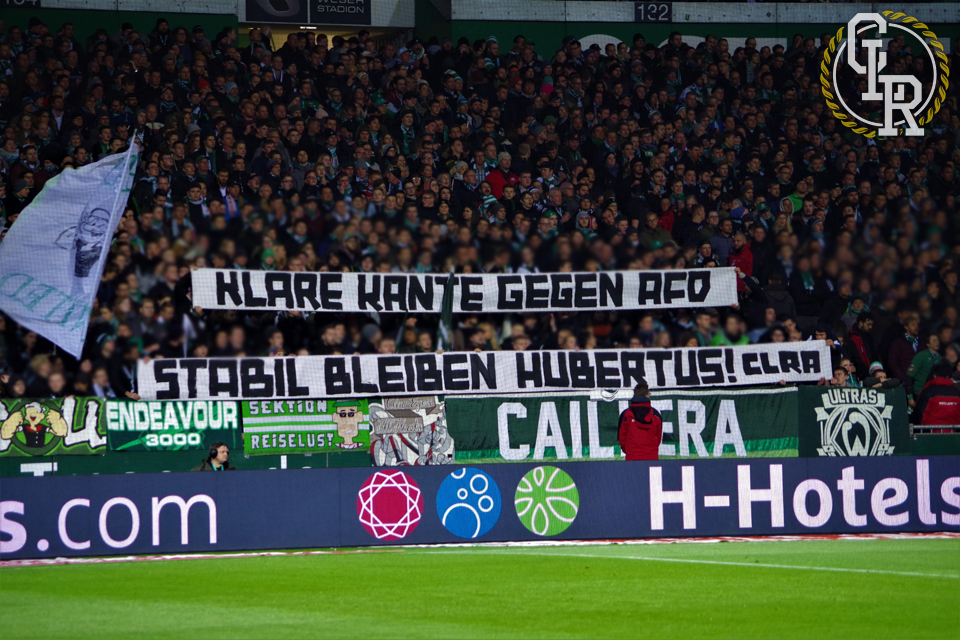 WESER
STADION
132
CLR
KLARE KANTE GEGEN AFD
STABIL BLEIBEN HUBERTUS! CLRA
ENDEAVOUR
3000
SEKTION
REISELUST
CAILLERA
ULTRAS
s.com
H-Hotels